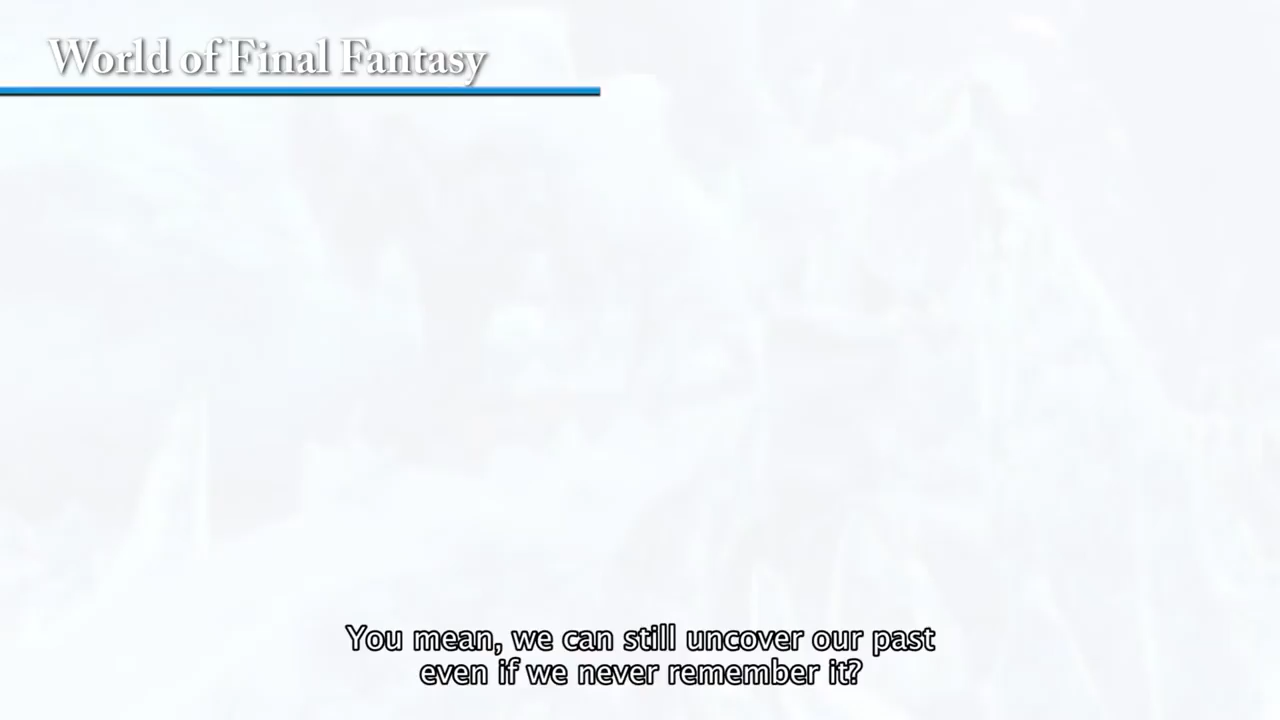 World of Final Fantasy
You mean, we can still uncover our past
even if we never remember it?